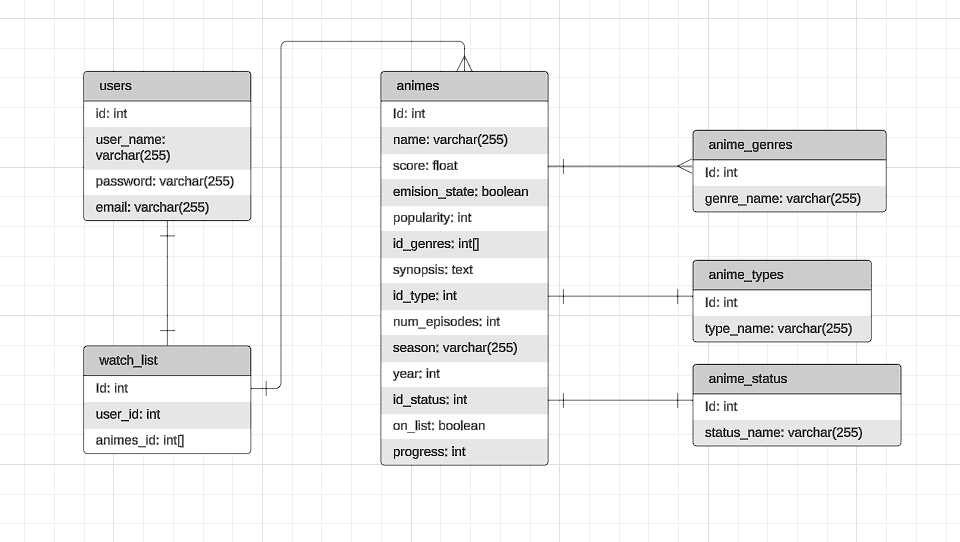 users
id: int
user_name:
varchar(255)
password: varchar(255)
email: varchar(255)
watch_list
Id: int
user_id: int
animes_id: int[]
animes
Id: int
name: varchar(255)
score: float
emision_state: boolean
popularity: int
id_genres: int[]
synopsis: text
id_type: int
num_episodes: int
season: varchar(255)
year: int
id_status: int
on_list: boolean
progress: int
anime_genres
Id: int
genre_name: varchar(255)
anime_types
Id: int
type_name: varchar(255)
anime_status
Id: int
status_name: varchar(255)